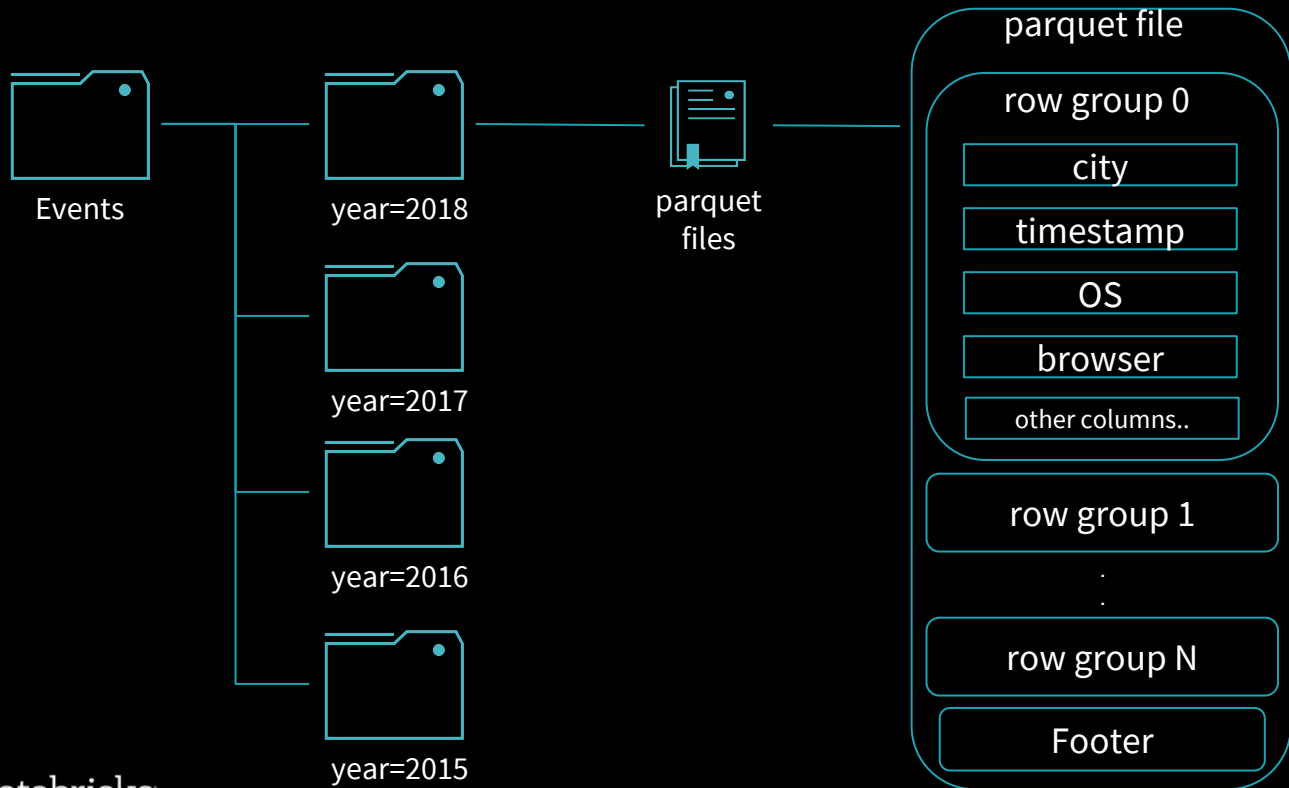 Events
year=2018
year=2017
year=2016
year=2015
parquet
files
parquet file
row group 0
city
timestamp
OS
browser
other columns..
row group 1
.
.
row group N
Footer